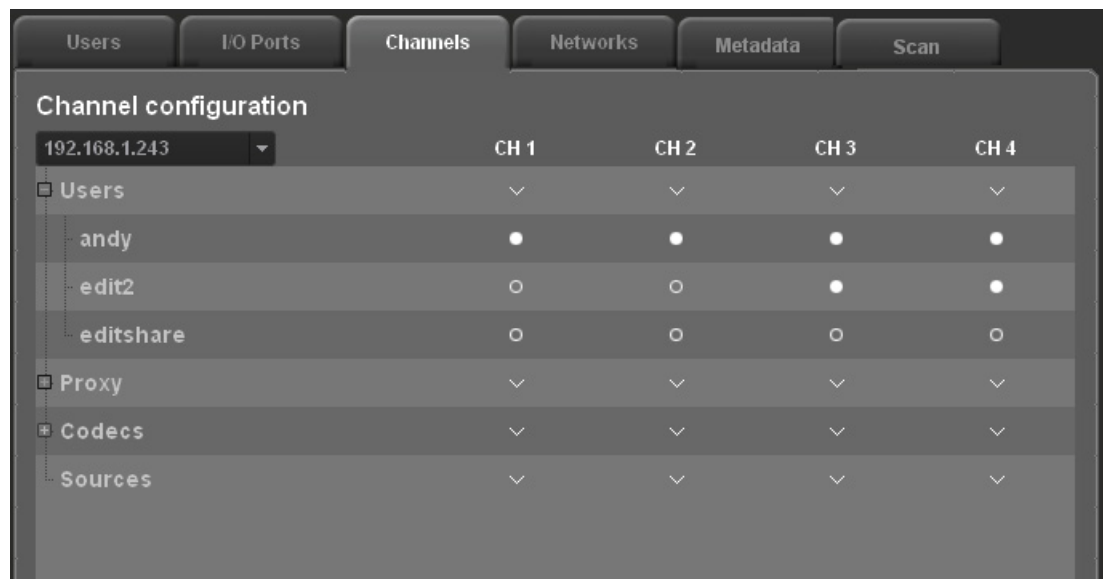 Users I/O Ports Channels Networks Metadata Scan
Channel configuration
192.168.1.243 CH 1 CH 2 CH 3 CH 4
Users
andy
edit2
editshare
Proxy
Codecs
Sources